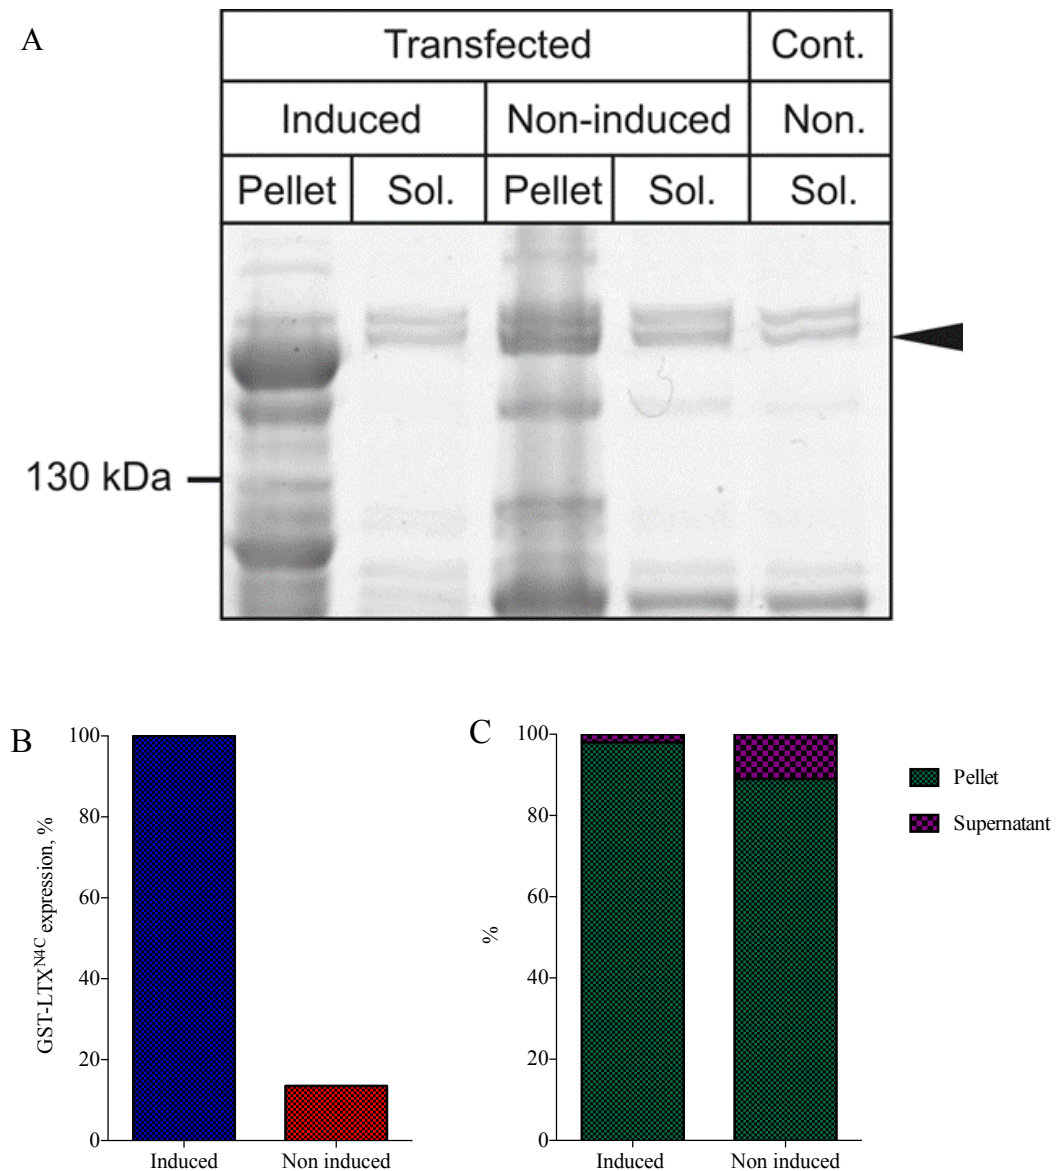 A
Transfected Cont.
Induced Non-induced Non.
Pellet Sol. Pellet Sol. Sol.
130 kDa
B
GST-LTX^N4C expression, %
100
80
60
40
20
0
Induced Non induced
C
%
100
80
60
40
20
0
Induced Non induced
Pellet
Supernatant